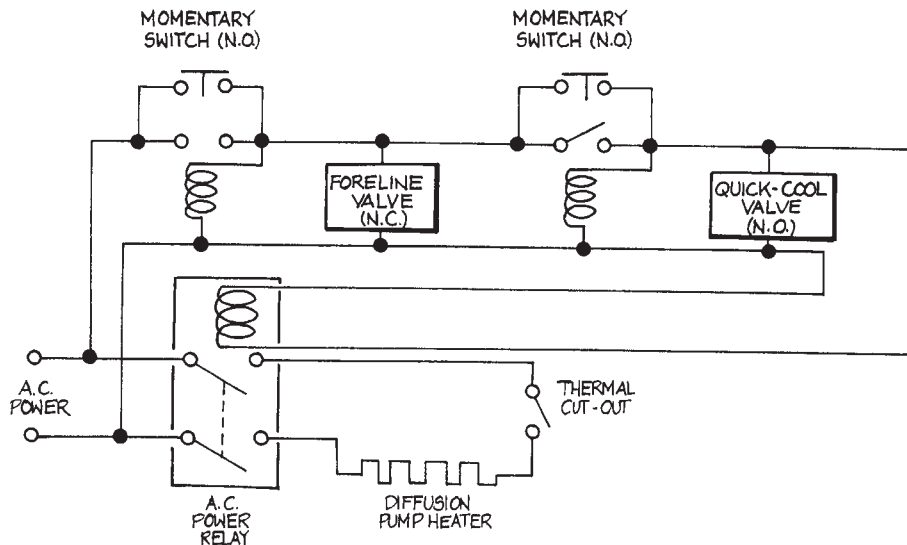 MOMENTARY
SWITCH (N.O.)
MOMENTARY
SWITCH (N.O.)
FORELINE
VALVE
(N.C.)
QUICK-COOL
VALVE
(N.O.)
A.C.
POWER
THERMAL
CUT-OUT
A.C.
POWER
RELAY
DIFFUSION
PUMP HEATER